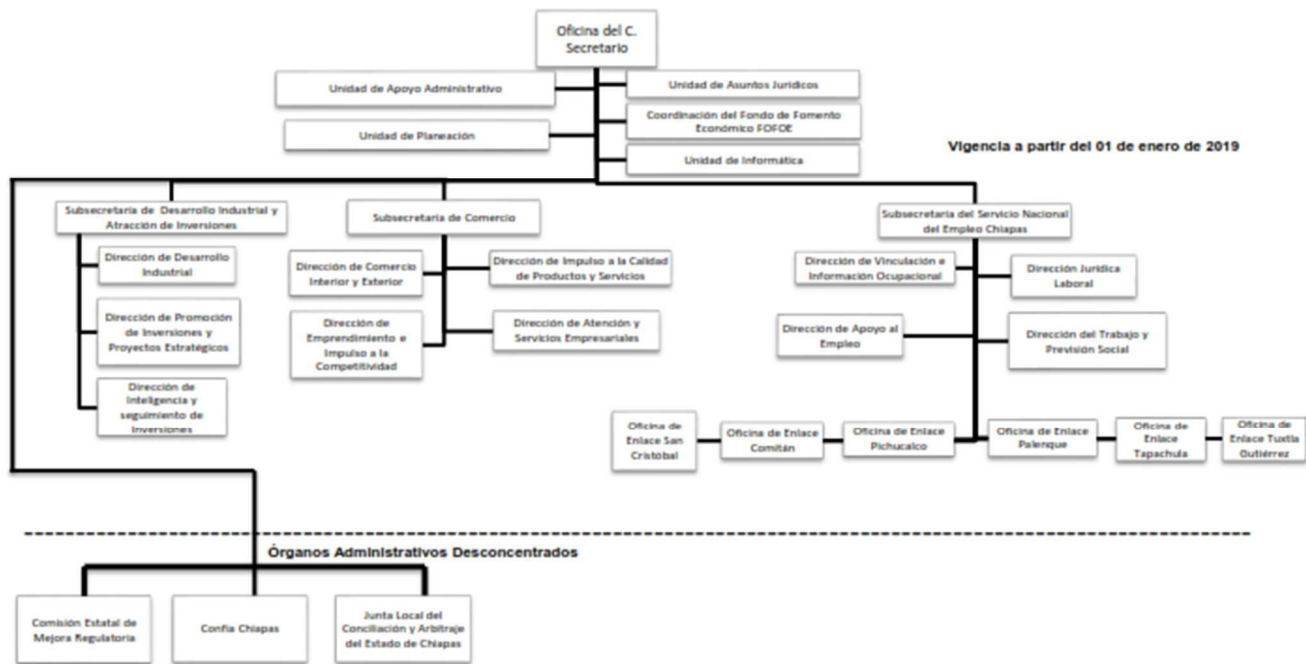 Oficina del C.
Secretario
Unidad de Apoyo Administrativo
Unidad de Asuntos Jurídicos
Coordinación del Fondo de Fomento
Económico FOFOE
Unidad de Planeación
Unidad de Informática
Vigencia a partir del 01 de enero de 2019
Subsecretaría de Desarrollo Industrial y
Atracción de Inversiones
Subsecretaría de Comercio
Subsecretaría del Servicio Nacional
del Empleo Chiapas
Dirección de Desarrollo
Industrial
Dirección de Promoción
de Inversiones y
Proyectos Estratégicos
Dirección de
Inteligencia y
seguimiento de
Inversiones
Dirección de Comercio
Interior y Exterior
Dirección de Impulso a la Calidad
de Productos y Servicios
Dirección de
Emprendimiento e
Impulso a la
Competitividad
Dirección de Atención y
Servicios Empresariales
Dirección de Vinculación e
Información Ocupacional
Dirección Jurídica
Laboral
Dirección de Apoyo al
Empleo
Dirección del Trabajo y
Previsión Social
Oficina de
Enlace San
Cristóbal
Oficina de Enlace
Comitán
Oficina de Enlace
Pichucalco
Oficina de Enlace
Palenque
Oficina de
Enlace
Tapachula
Oficina de
Enlace Tuxtla
Gutiérrez
Órganos Administrativos Desconcentrados
Comisión Estatal de
Mejora Regulatoria
Confía Chiapas
Junta Local del
Conciliación y Arbitraje
del Estado de Chiapas